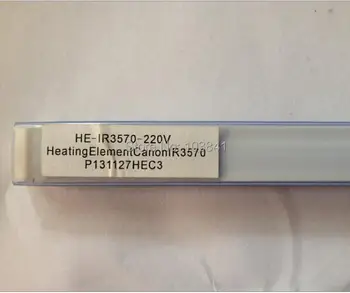 HE-IR3570-220V
HeatingElementCanonIR3570
P131127HEC3